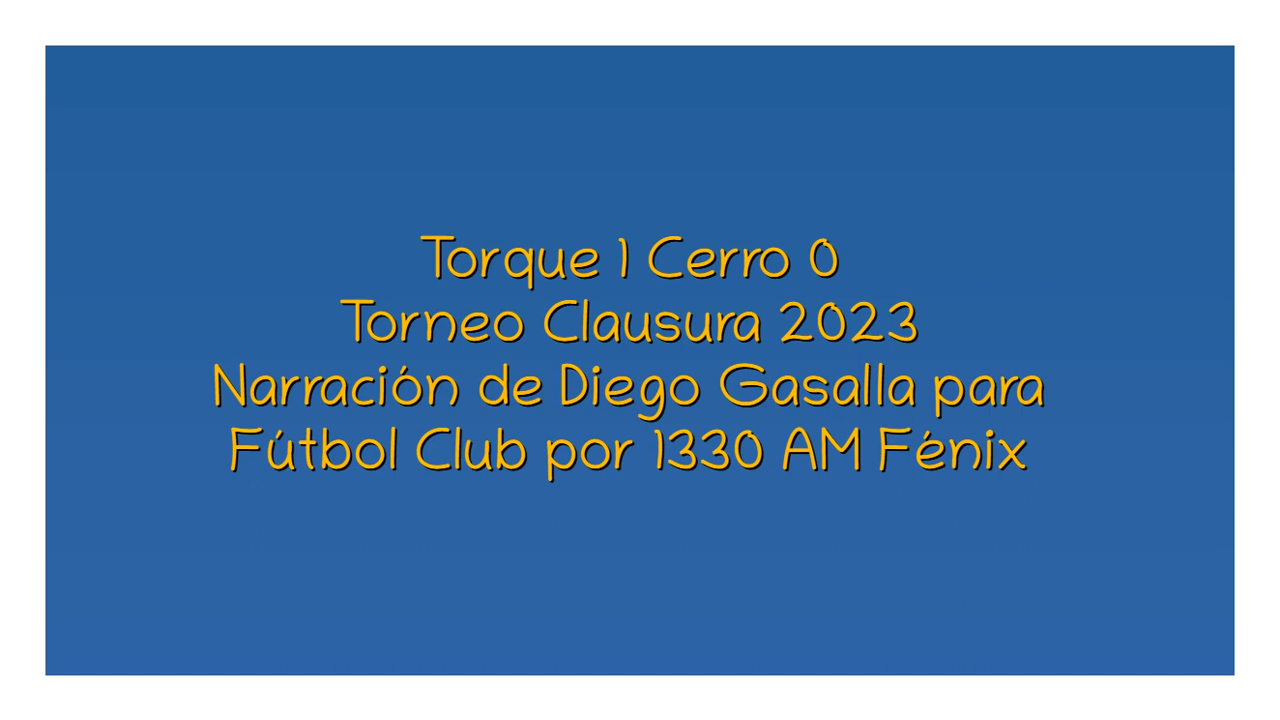 Torque 1 Cerro 0
Torneo Clausura 2023
Narración de Diego Gasalla para
Fútbol Club por 1330 AM Fénix